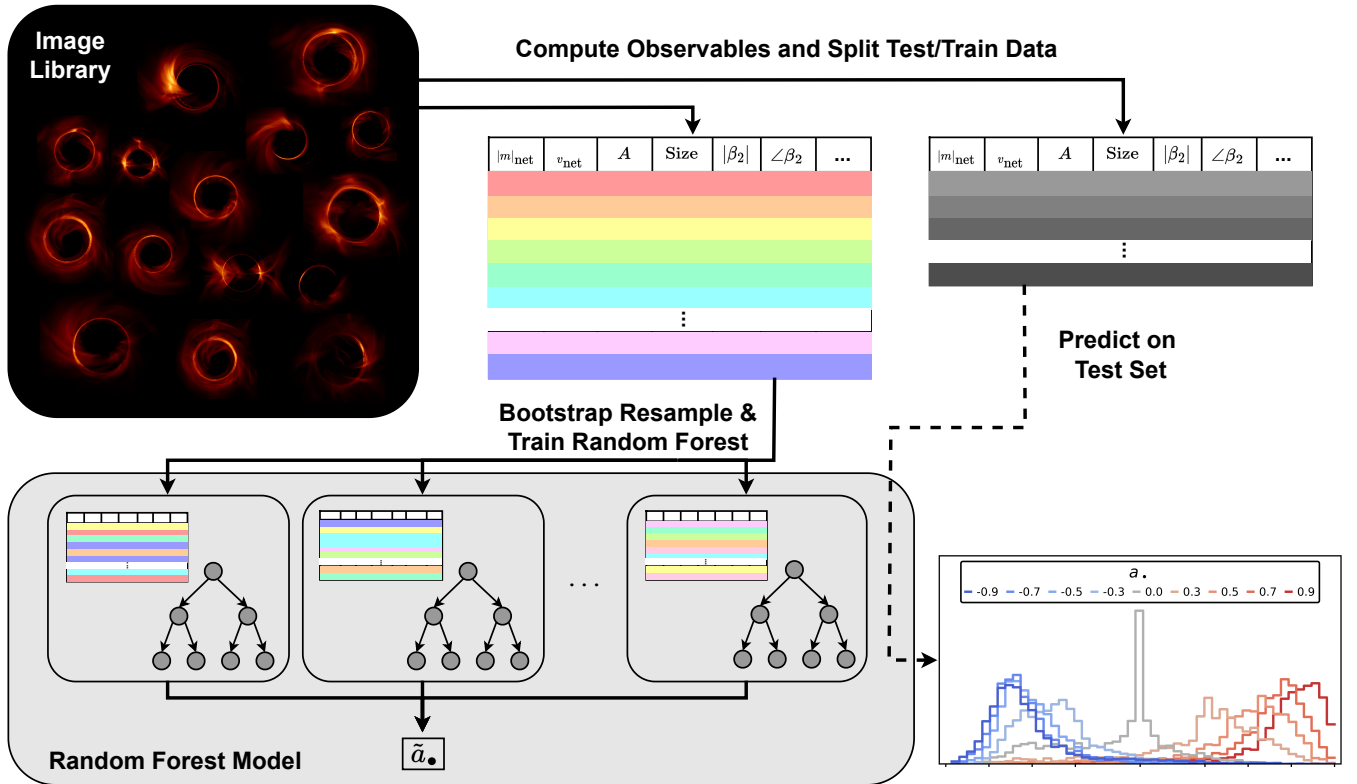 Image
Library
Compute Observables and Split Test/Train Data
|m|net vnet A Size |β2| ∠β2 ...
|m|net vnet A Size |β2| ∠β2 ...
⋮
⋮
Predict on
Test Set
Bootstrap Resample &
Train Random Forest
⋮ ⋮ . . . ⋮
a•
-0.9 -0.7 -0.5 -0.3 0.0 0.3 0.5 0.7 0.9
Random Forest Model
ã•